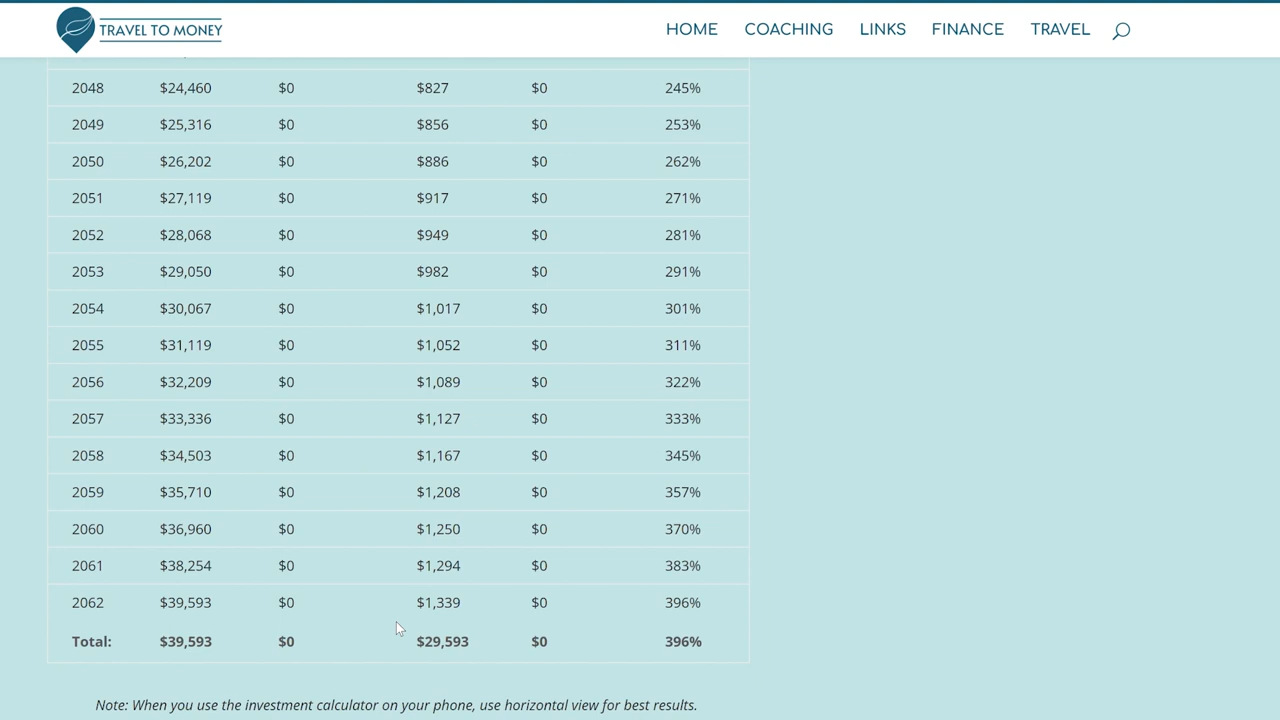 TRAVEL TO MONEY
HOME COACHING LINKS FINANCE TRAVEL
2048 $24,460 $0 $827 $0 245%
2049 $25,316 $0 $856 $0 253%
2050 $26,202 $0 $886 $0 262%
2051 $27,119 $0 $917 $0 271%
2052 $28,068 $0 $949 $0 281%
2053 $29,050 $0 $982 $0 291%
2054 $30,067 $0 $1,017 $0 301%
2055 $31,119 $0 $1,052 $0 311%
2056 $32,209 $0 $1,089 $0 322%
2057 $33,336 $0 $1,127 $0 333%
2058 $34,503 $0 $1,167 $0 345%
2059 $35,710 $0 $1,208 $0 357%
2060 $36,960 $0 $1,250 $0 370%
2061 $38,254 $0 $1,294 $0 383%
2062 $39,593 $0 $1,339 $0 396%
Total: $39,593 $0 $29,593 $0 396%
Note: When you use the investment calculator on your phone, use horizontal view for best results.